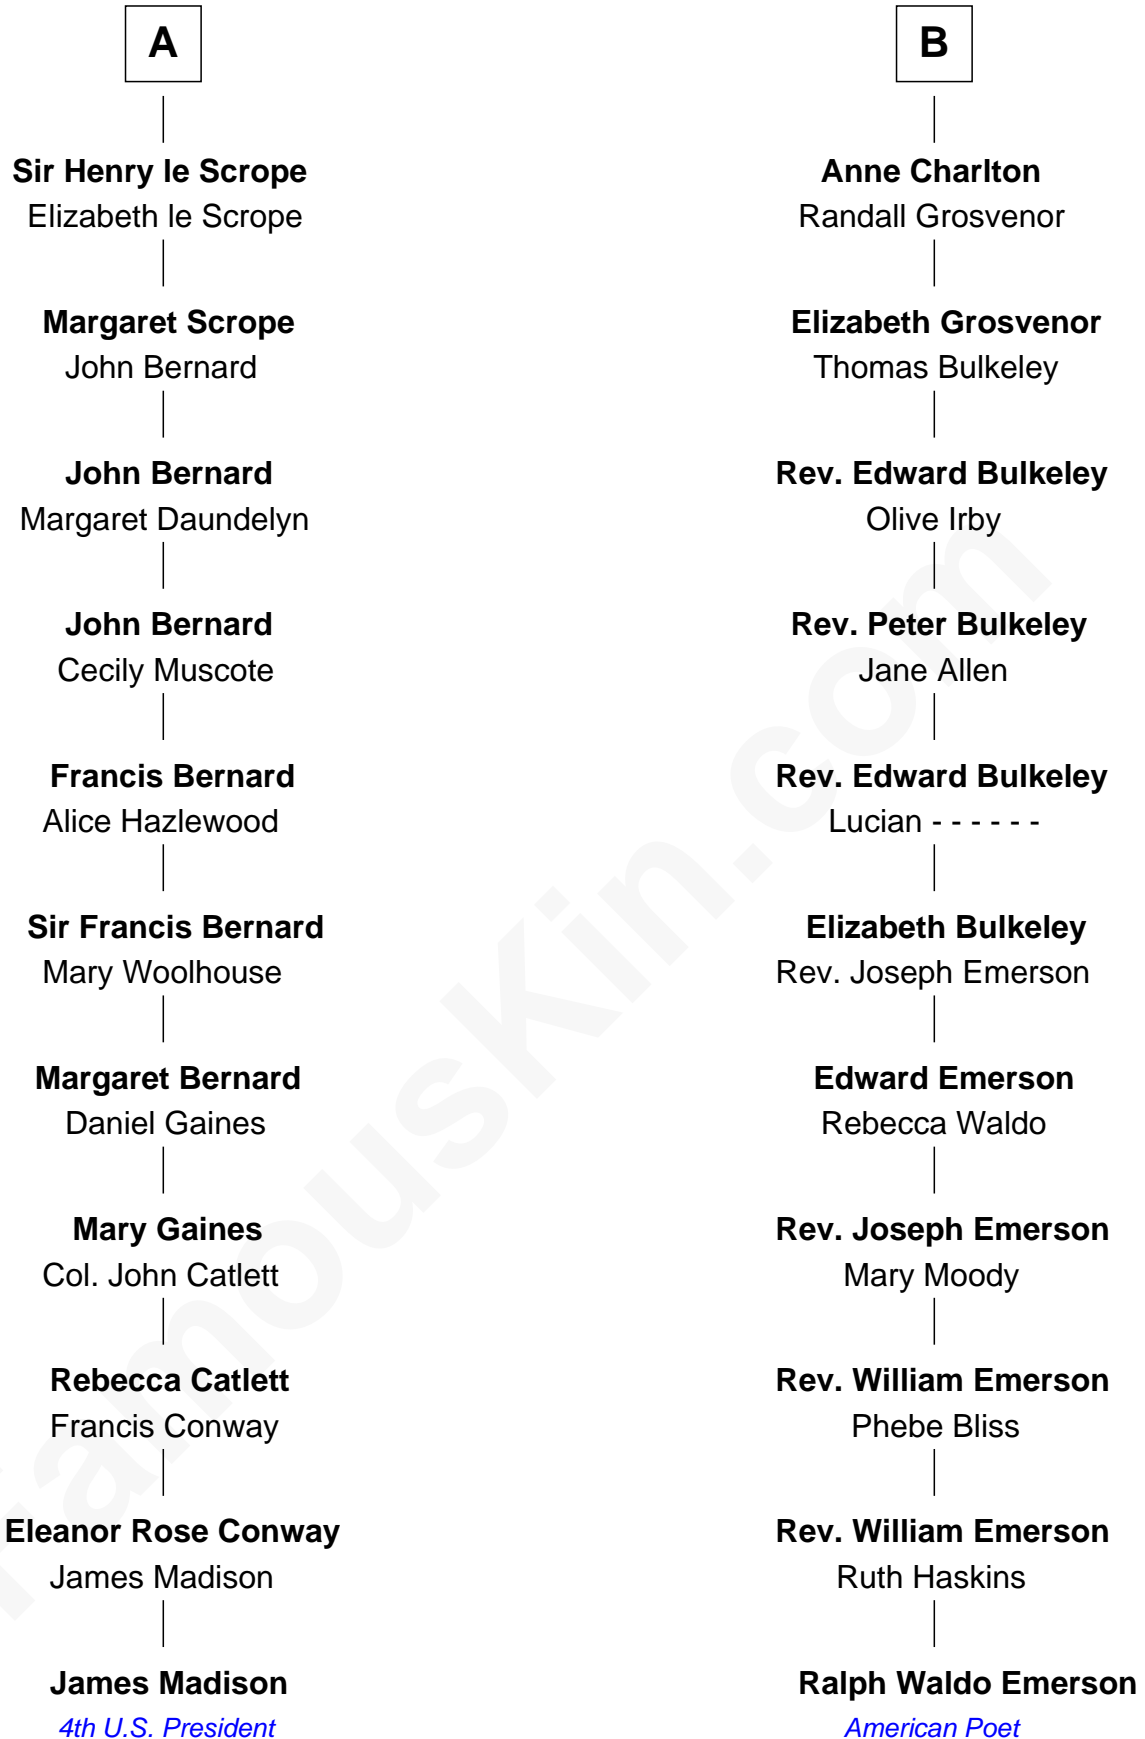 A
Sir Henry le Scrope
Elizabeth le Scrope
Margaret Scrope
John Bernard
John Bernard
Margaret Daundelyn
John Bernard
Cecily Muscote
Francis Bernard
Alice Hazlewood
Sir Francis Bernard
Mary Woolhouse
Margaret Bernard
Daniel Gaines
Mary Gaines
Col. John Catlett
Rebecca Catlett
Francis Conway
Eleanor Rose Conway
James Madison
James Madison
4th U.S. President
B
Anne Charlton
Randall Grosvenor
Elizabeth Grosvenor
Thomas Bulkeley
Rev. Edward Bulkeley
Olive Irby
Rev. Peter Bulkeley
Jane Allen
Rev. Edward Bulkeley
Lucian - - - - - -
Elizabeth Bulkeley
Rev. Joseph Emerson
Edward Emerson
Rebecca Waldo
Rev. Joseph Emerson
Mary Moody
Rev. William Emerson
Phebe Bliss
Rev. William Emerson
Ruth Haskins
Ralph Waldo Emerson
American Poet
FamousKin.com